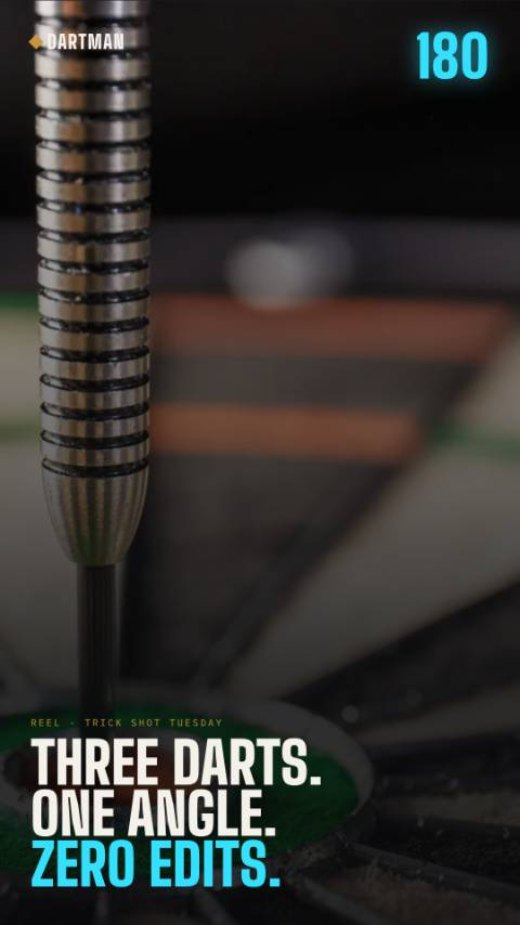 DARTMAN
180
REEL - TRICK SHOT TUESDAY
THREE DARTS.
ONE ANGLE.
ZERO EDITS.